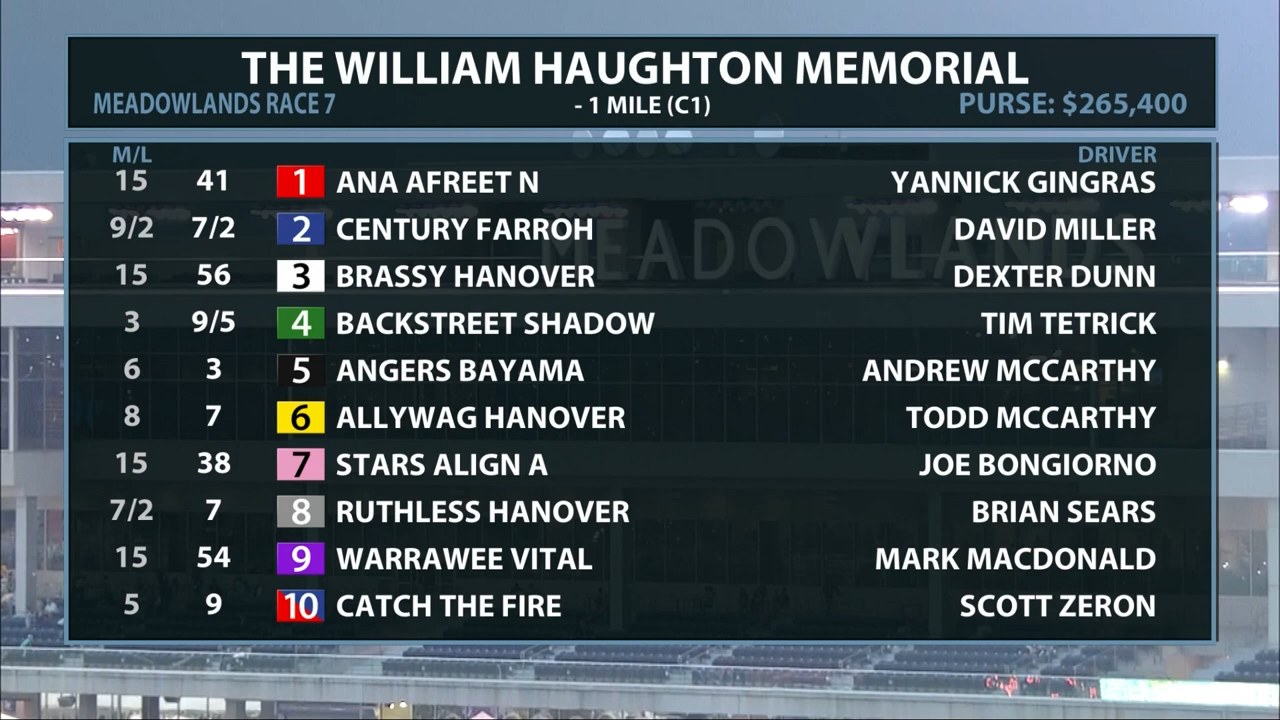 THE WILLIAM HAUGHTON MEMORIAL
MEADOWLANDS RACE 7 - 1 MILE (C1) PURSE: $265,400
M/L DRIVER
15 41 1 ANA AFREET N YANNICK GINGRAS
9/2 7/2 2 CENTURY FARROH DAVID MILLER
15 56 3 BRASSY HANOVER DEXTER DUNN
3 9/5 4 BACKSTREET SHADOW TIM TETRICK
6 3 5 ANGERS BAYAMA ANDREW MCCARTHY
8 7 6 ALLYWAG HANOVER TODD MCCARTHY
15 38 7 STARS ALIGN A JOE BONGIORNO
7/2 7 8 RUTHLESS HANOVER BRIAN SEARS
15 54 9 WARRAWEE VITAL MARK MACDONALD
5 9 10 CATCH THE FIRE SCOTT ZERON
MEADOWLANDS